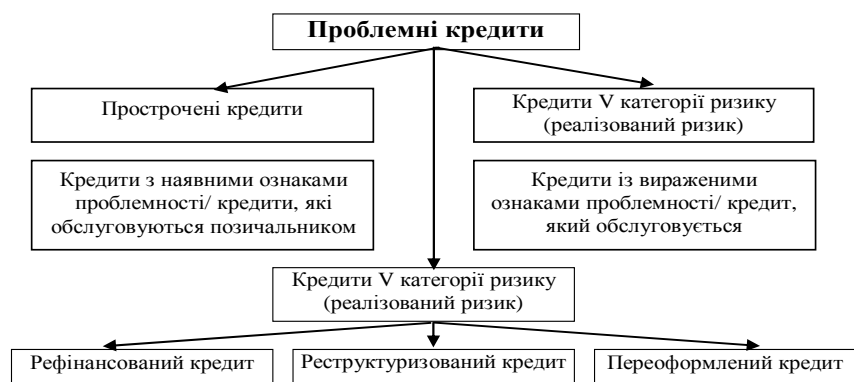 Проблемні кредити
Прострочені кредити
Кредити V категорії ризику
(реалізований ризик)
Кредити з наявними ознаками
проблемності/ кредити, які
обслуговуються позичальником
Кредити із вираженими
ознаками проблемності/ кредит,
який обслуговується
Кредити V категорії ризику
(реалізований ризик)
Рефінансований кредит
Реструктуризований кредит
Переоформлений кредит